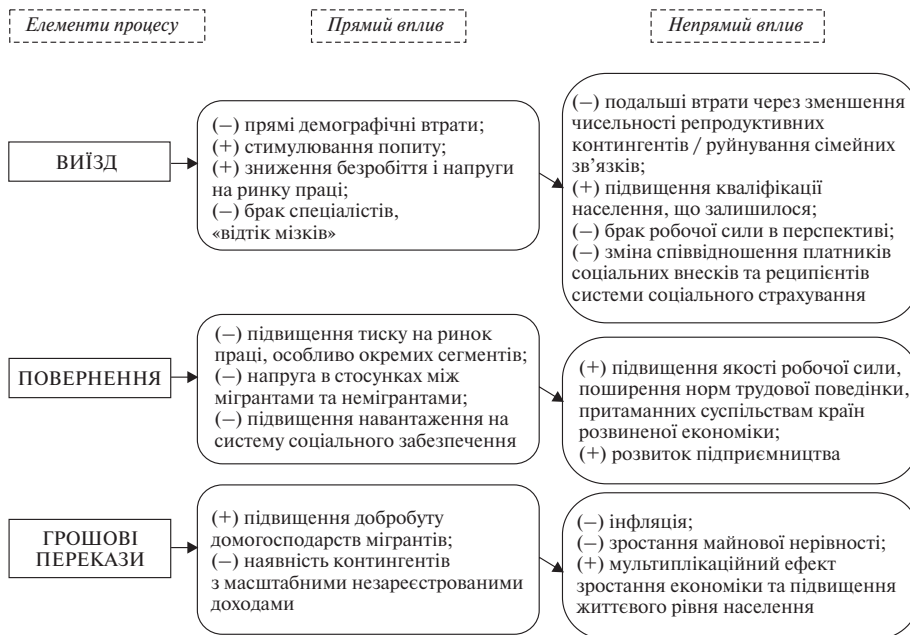 Елементи процесу
Прямий вплив
Непрямий вплив
ВИЇЗД
(–) прямі демографічні втрати;
(+) стимулювання попиту;
(+) зниження безробіття і напруги
на ринку праці;
(–) брак спеціалістів,
«відтік мізків»
(–) подальші втрати через зменшення
чисельності репродуктивних
контингентів / руйнування сімейних
зв’язків;
(+) підвищення кваліфікації
населення, що залишилося;
(–) брак робочої сили в перспективі;
(–) зміна співвідношення платників
соціальних внесків та реципієнтів
системи соціального страхування
ПОВЕРНЕННЯ
(–) підвищення тиску на ринок
праці, особливо окремих сегментів;
(–) напруга в стосунках між
мігрантами та немігрантами;
(–) підвищення навантаження на
систему соціального забезпечення
(+) підвищення якості робочої сили,
поширення норм трудової поведінки,
притаманних суспільствам країн
розвиненої економіки;
(+) розвиток підприємництва
ГРОШОВІ
ПЕРЕКАЗИ
(+) підвищення добробуту
домогосподарств мігрантів;
(–) наявність контингентів
з масштабними незареєстрованими
доходами
(–) інфляція;
(–) зростання майнової нерівності;
(+) мультиплікаційний ефект
зростання економіки та підвищення
життєвого рівня населення